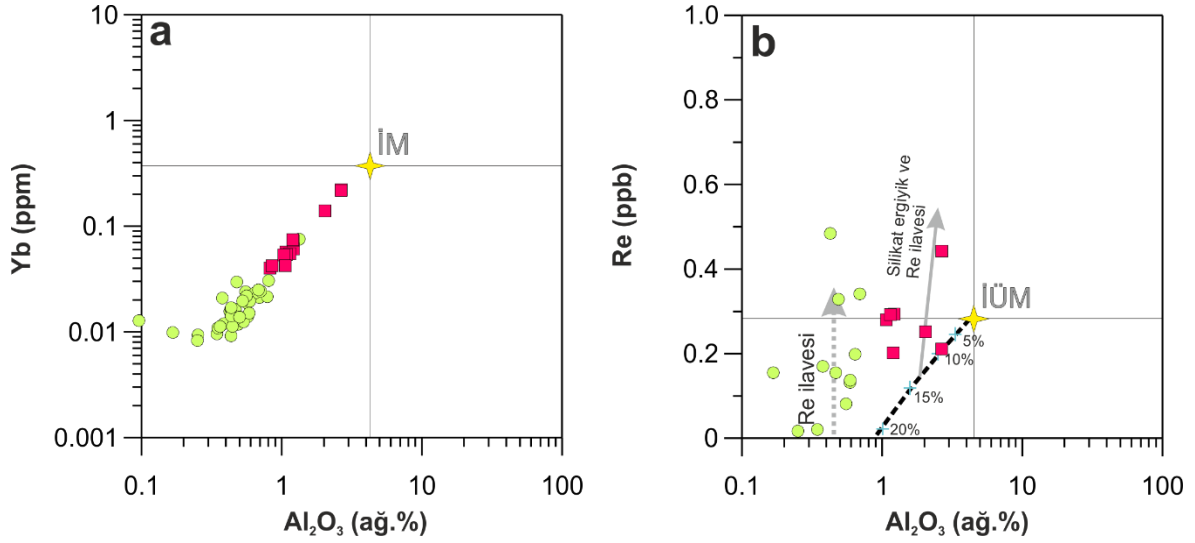 a
10
1
0.1
0.01
0.001
Yb (ppm)
İM
0.1
1
10
100
Al₂O₃ (ağ.%)
b
1.0
0.8
0.6
0.4
0.2
0
Re (ppb)
Silikat ergiyik ve
Re ilavesi
Re ilavesi
İÜM
5%
10%
15%
20%
0.1
1
10
100
Al₂O₃ (ağ.%)